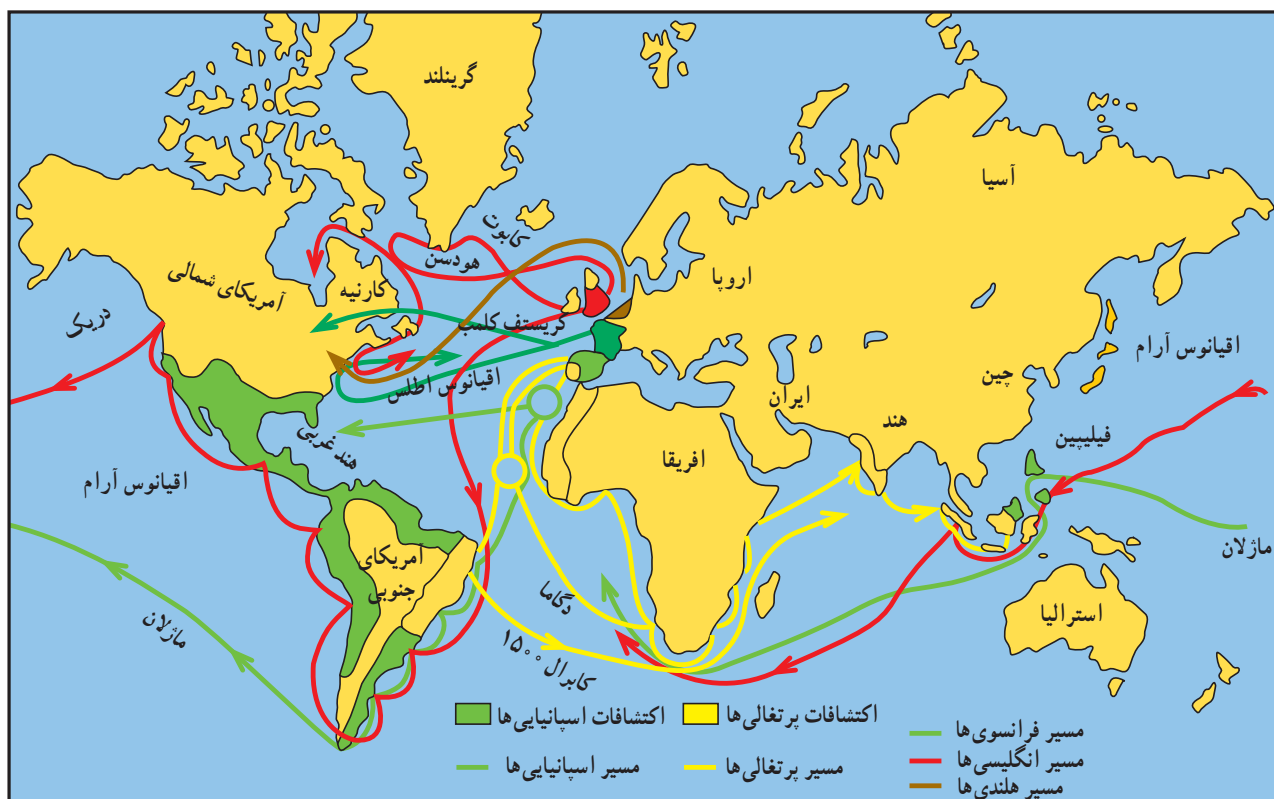 گرینلند
آسیا
کابوت
هودسن
اروپا
آمریکای شمالی
کارتیه
دریک
کریستف کلمب
اقیانوس آرام
چین
اقیانوس اطلس
ایران
هند
فیلیپین
هند غربی
افریقا
اقیانوس آرام
ماژلان
آمریکای
جنوبی
دگاما
استرالیا
ماژلان
کابرال ۱۵۰۰
اکتشافات اسپانیایی‌ها
اکتشافات پرتغالی‌ها
مسیر اسپانیایی‌ها
مسیر پرتغالی‌ها
مسیر فرانسوی‌ها
مسیر انگلیسی‌ها
مسیر هلندی‌ها